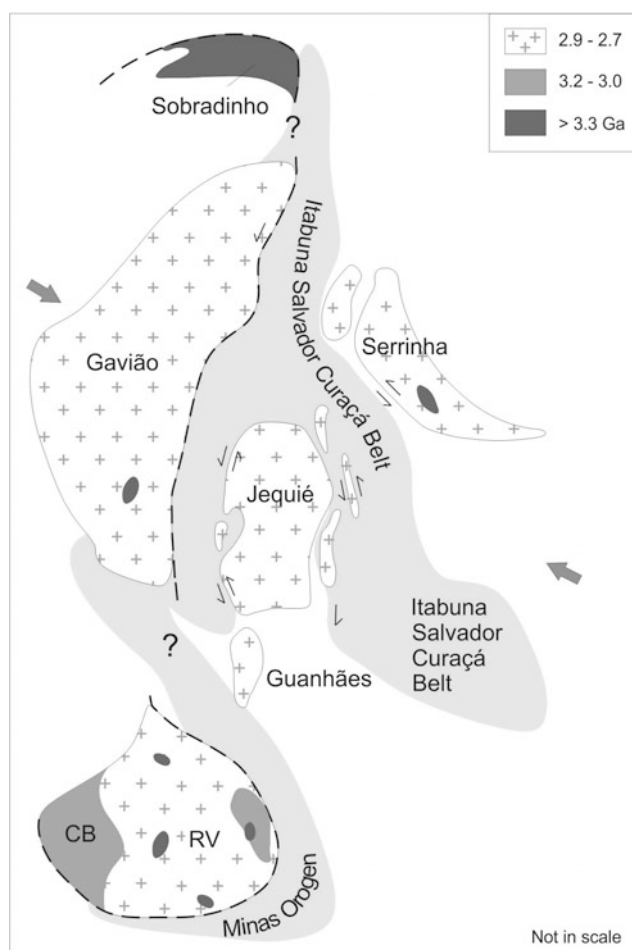 2.9 - 2.7
3.2 - 3.0
> 3.3 Ga
Sobradinho
?
Itabuna Salvador Curaçá Belt
Gavião
Serrinha
Jequié
Itabuna
Salvador
Curaçá
Belt
?
Guanhães
CB
RV
Minas Orogen
Not in scale